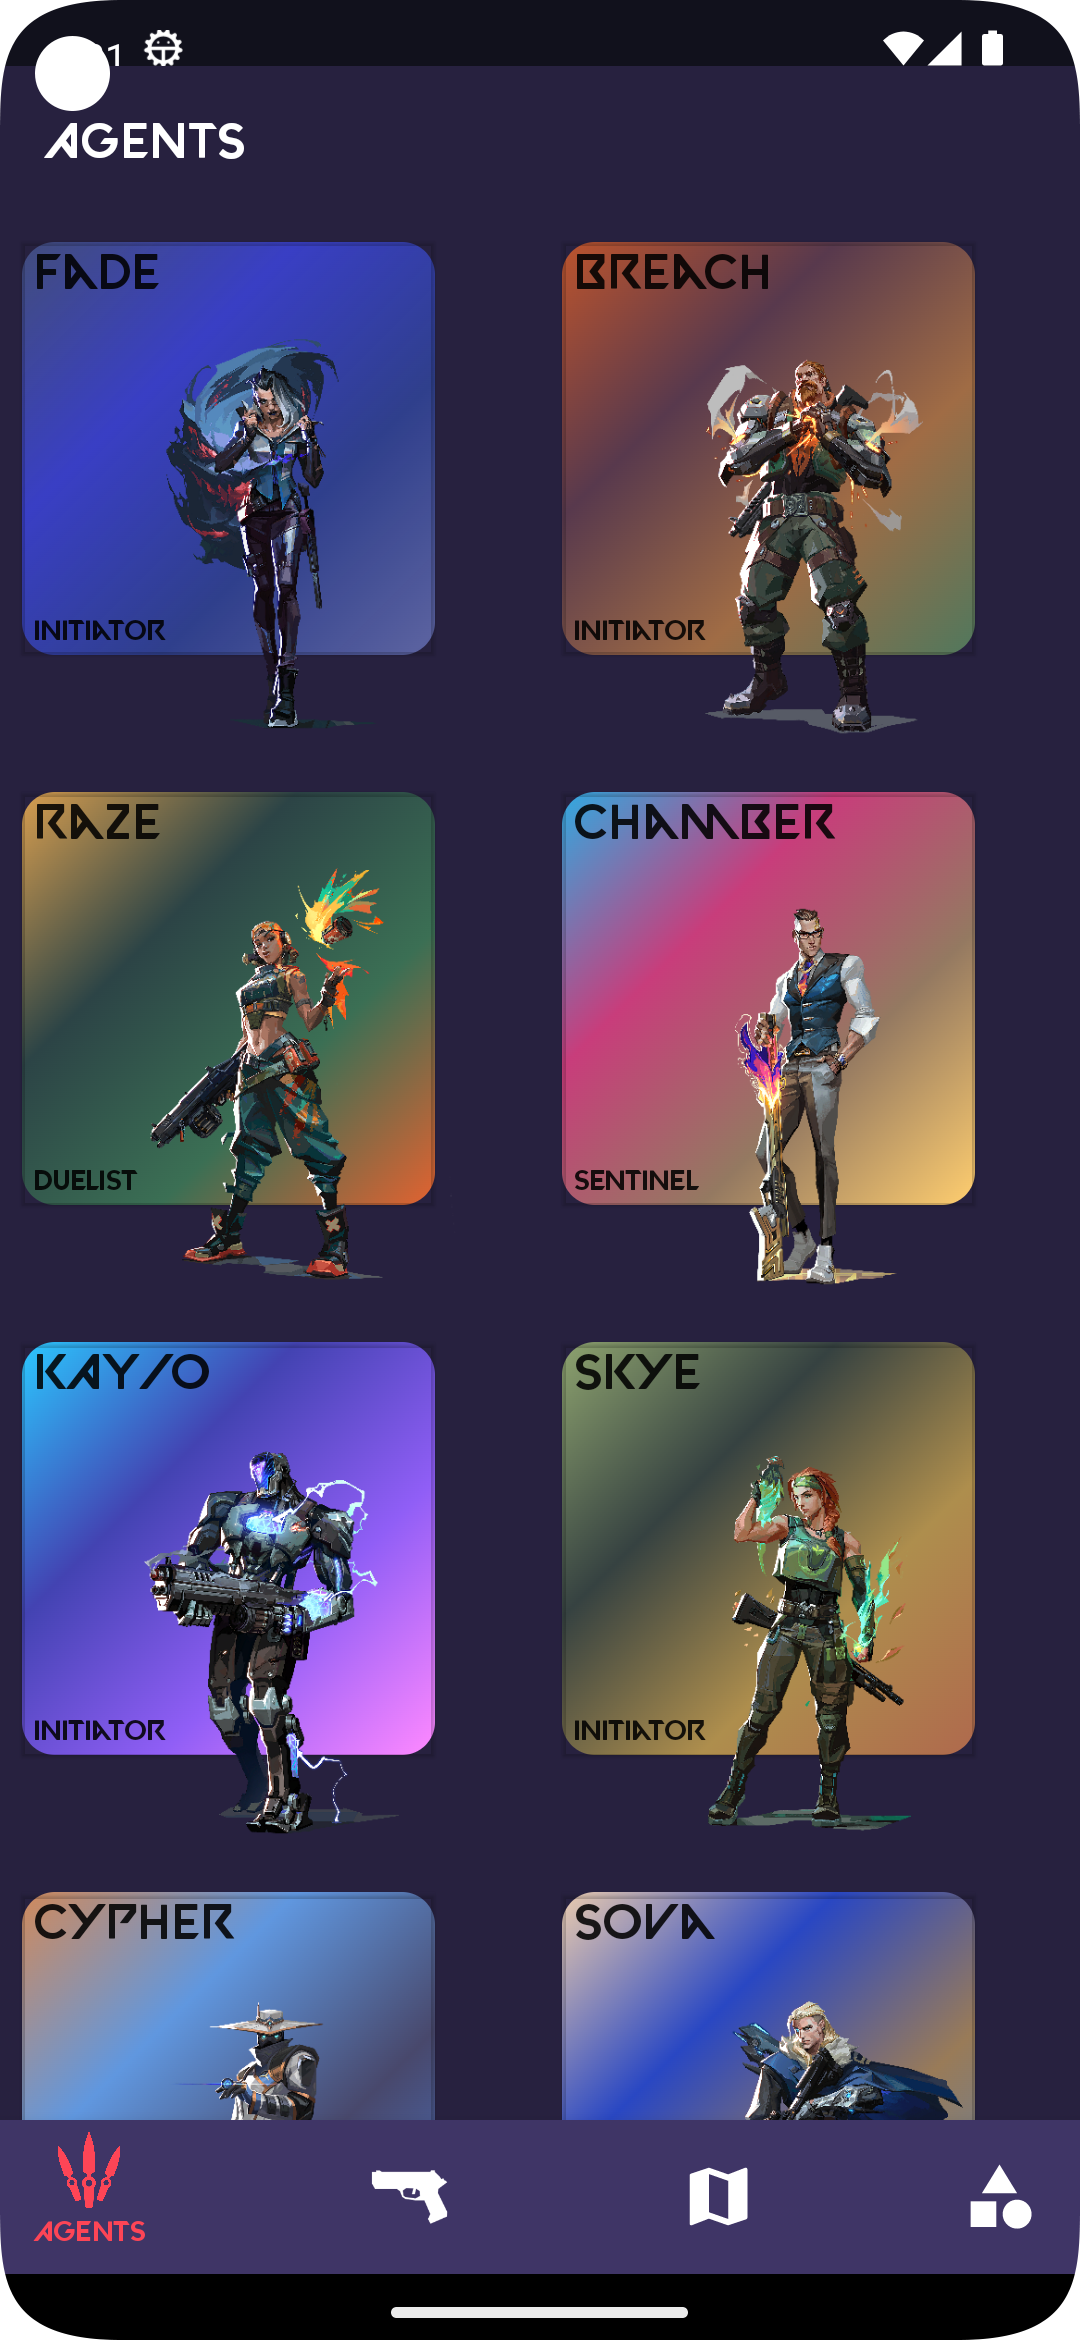 AGENTS
FADE
INITIATOR
BREACH
INITIATOR
RAZE
DUELIST
CHAMBER
SENTINEL
KAY/O
INITIATOR
SKYE
INITIATOR
CYPHER
SOVA
AGENTS